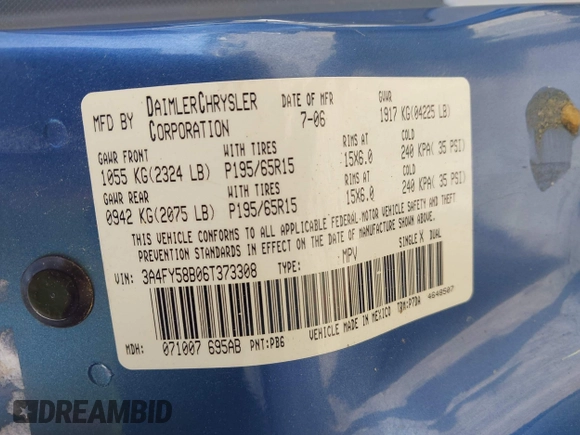 MFD BY DAIMLERCHRYSLER CORPORATION
DATE OF MFR 7-06
GVWR 1917 KG(04225 LB)
GAWR FRONT WITH TIRES RIMS AT COLD
1055 KG(2324 LB) P195/65R15 15X6.0 240 KPA( 35 PSI)
GAWR REAR WITH TIRES RIMS AT COLD
0942 KG(2075 LB) P195/65R15 15X6.0 240 KPA( 35 PSI)
THIS VEHICLE CONFORMS TO ALL APPLICABLE FEDERAL MOTOR VEHICLE SAFETY AND THEFT
PREVENTION STANDARDS IN EFFECT ON THE DATE OF MANUFACTURE SHOWN ABOVE.
VIN: 3A4FY58B06T373308 TYPE: MPV SINGLE X DUAL
MDH: 071007 695AB PNT:PB6 VEHICLE MADE IN MEXICO 4648507
DREAMBID